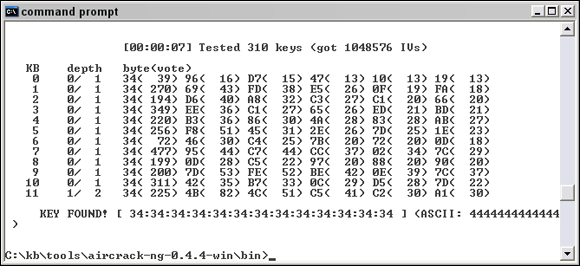 command prompt
[00:00:07] Tested 310 keys (got 1048576 IVs)
KB depth byte(vote)
0 0/ 1 34( 39) 96( 16) D7( 15) 47( 13) 10( 13) 19( 13)
1 0/ 1 34( 270) 69( 43) FD( 38) E5( 26) 0F( 19) FA( 18)
2 0/ 1 34( 194) D6( 40) A8( 32) C3( 27) C1( 20) 66( 20)
3 0/ 1 34( 349) EE( 36) C1( 27) 65( 26) ED( 21) BD( 21)
4 0/ 1 34( 220) B3( 36) 86( 30) 4A( 28) 83( 28) AB( 27)
5 0/ 1 34( 256) F8( 51) 45( 31) 2E( 26) 7D( 25) 1E( 23)
6 0/ 1 34( 72) 46( 30) C4( 25) 7B( 20) 72( 20) 0D( 18)
7 0/ 1 34( 477) 95( 44) C7( 44) CC( 37) 02( 34) 7C( 29)
8 0/ 1 34( 199) 0D( 28) C5( 22) 97( 20) 88( 20) 90( 20)
9 0/ 1 34( 200) 7D( 53) FE( 52) BE( 42) 0E( 39) 7C( 37)
10 0/ 1 34( 311) 42( 35) B7( 33) 0C( 29) D5( 28) 7D( 22)
11 1/ 2 34( 225) 4B( 82) 4C( 51) C5( 41) C2( 30) A1( 30)
KEY FOUND! [ 34:34:34:34:34:34:34:34:34:34:34:34:34 ] (ASCII: 4444444444444
)
C:\kb\tools\aircrack-ng-0.4.4-win\bin>_